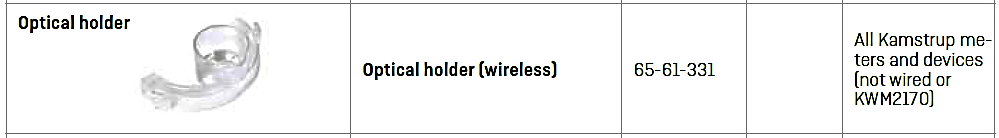 Optical holder
Optical holder (wireless)
65-61-331
All Kamstrup me-
ters and devices
(not wired or
KWM2170)